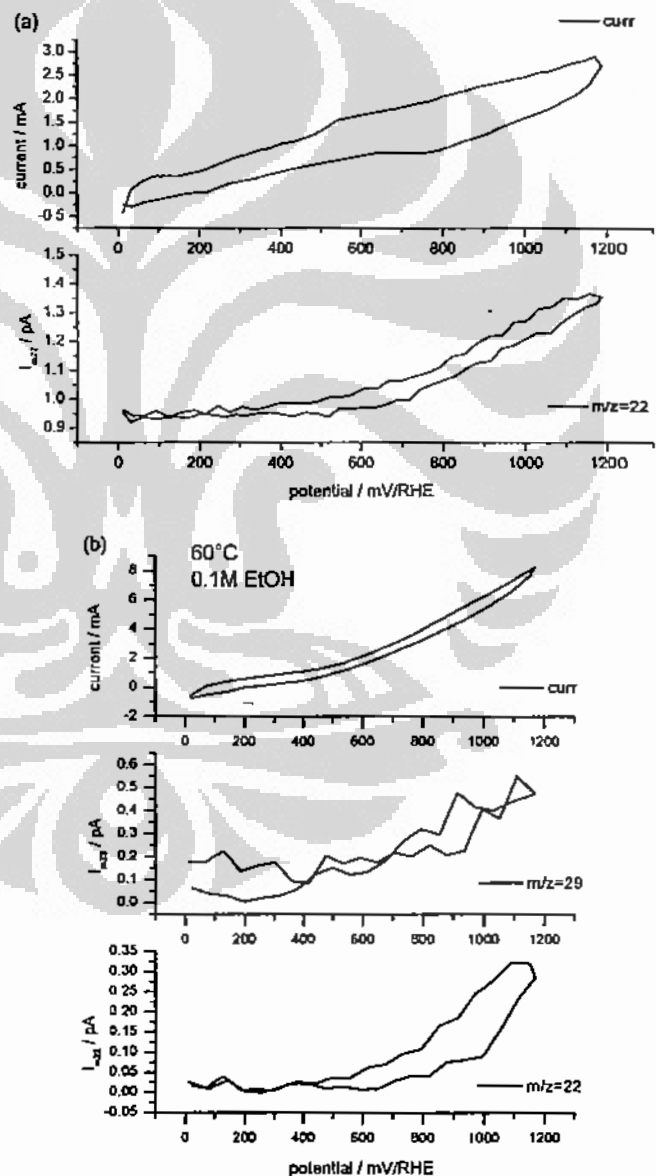 (a)
curr
3.0
2.5
2.0
1.5
1.0
0.5
0.0
-0.5
current / mA
0 200 400 600 800 1000 1200
1.5
1.4
1.3
1.2
1.1
1.0
0.9
I m22 / pA
m/z=22
0 200 400 600 800 1000 1200
potential / mV/RHE
(b)
60°C
0.1M EtOH
8
6
4
2
0
-2
current / mA
curr
0 200 400 600 800 1000 1200
0.6
0.5
0.4
0.3
0.2
0.1
0.0
/ pA
m/z=29
0 200 400 600 800 1000 1200
0.35
0.30
0.25
0.20
0.15
0.10
0.05
0.00
-0.05
/ pA
m/z=22
0 200 400 600 800 1000 1200
potential / mV/RHE